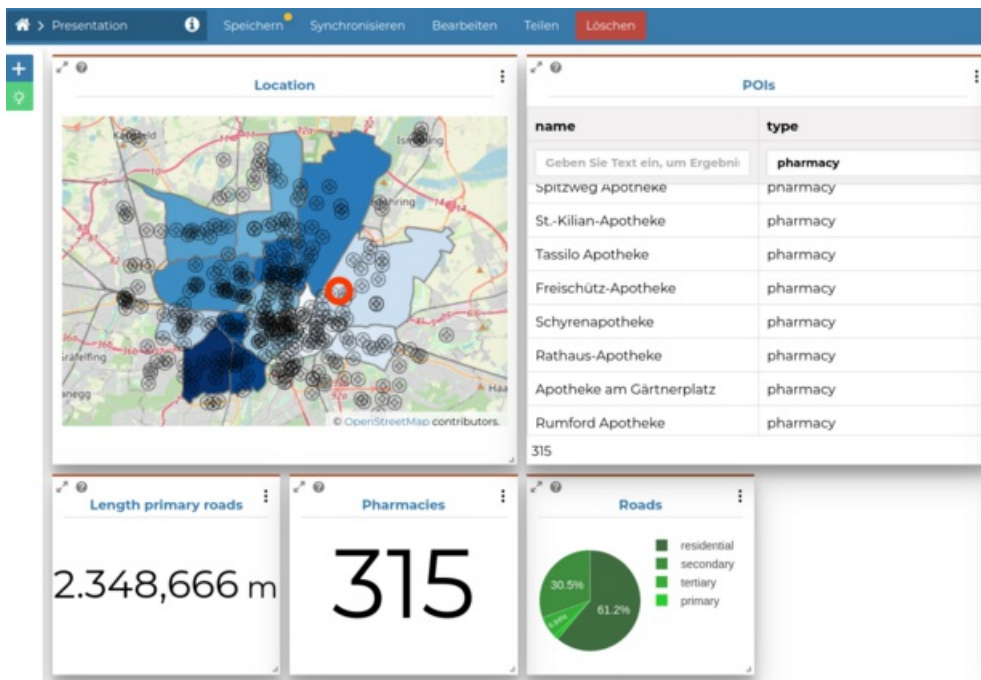 Presentation
Speichern
Synchronisieren
Bearbeiten
Teilen
Löschen
Location
Gräfelfing
© OpenStreetMap contributors.
POIs
name type
Geben Sie Text ein, um Ergebni: pharmacy
Spitzweg Apotheke pharmacy
St.-Kilian-Apotheke pharmacy
Tassilo Apotheke pharmacy
Freischütz-Apotheke pharmacy
Schyrenapotheke pharmacy
Rathaus-Apotheke pharmacy
Apotheke am Gärtnerplatz pharmacy
Rumford Apotheke pharmacy
315
Length primary roads
2.348,666 m
Pharmacies
315
Roads
30.5%
61.2%
residential
secondary
tertiary
primary